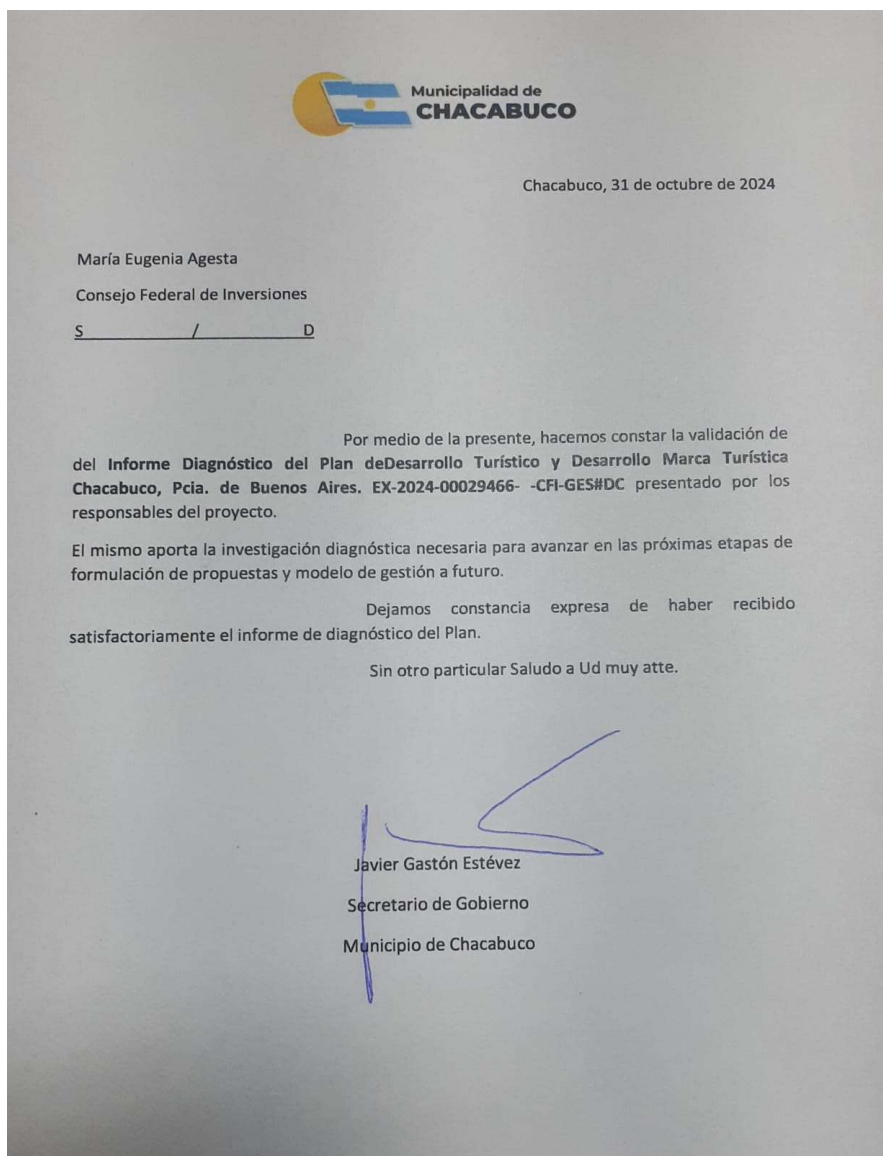 Municipalidad de
CHACABUCO
Chacabuco, 31 de octubre de 2024
María Eugenia Agesta
Consejo Federal de Inversiones
S / D
Por medio de la presente, hacemos constar la validación de
del Informe Diagnóstico del Plan deDesarrollo Turístico y Desarrollo Marca Turística
Chacabuco, Pcia. de Buenos Aires. EX-2024-00029466- -CFI-GES#DC presentado por los
responsables del proyecto.
El mismo aporta la investigación diagnóstica necesaria para avanzar en las próximas etapas de
formulación de propuestas y modelo de gestión a futuro.
Dejamos constancia expresa de haber recibido
satisfactoriamente el informe de diagnóstico del Plan.
Sin otro particular Saludo a Ud muy atte.
Javier Gastón Estévez
Secretario de Gobierno
Municipio de Chacabuco